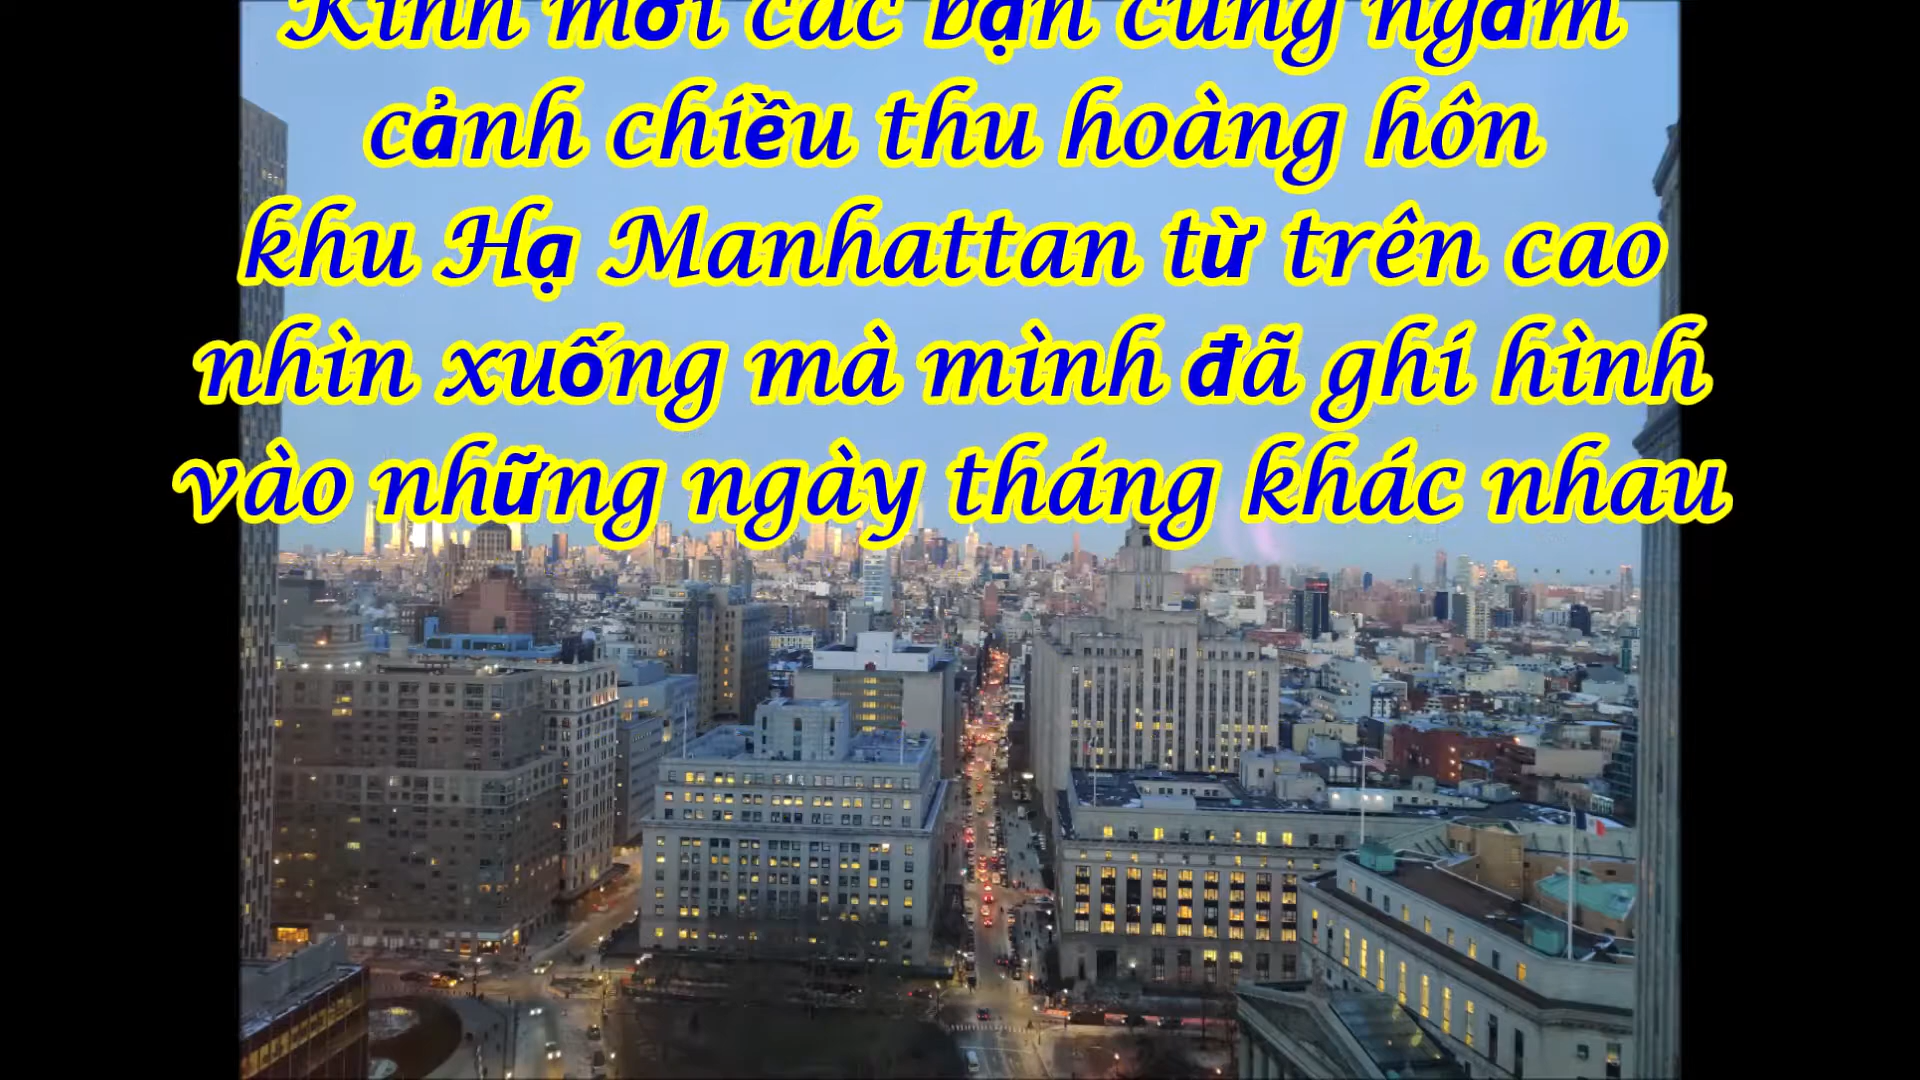 Kính mời các bạn cùng ngắm
cảnh chiều thu hoàng hôn
khu Hạ Manhattan từ trên cao
nhìn xuống mà mình đã ghi hình
vào những ngày tháng khác nhau